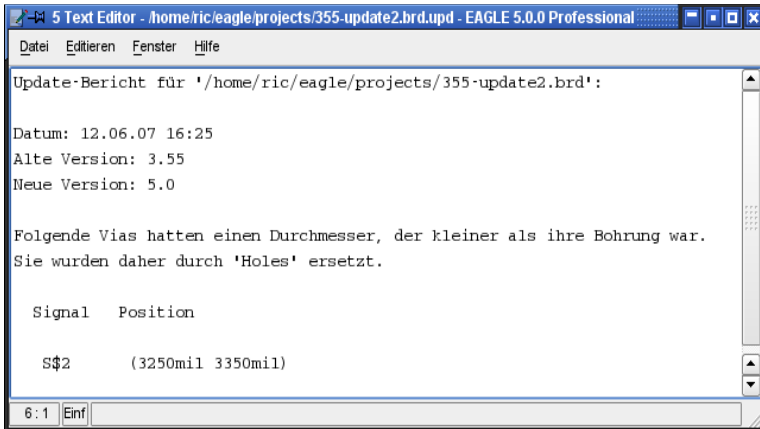 5 Text Editor - /home/ric/eagle/projects/355-update2.brd.upd - EAGLE 5.0.0 Professional
Datei Editieren Fenster Hilfe
Update-Bericht für '/home/ric/eagle/projects/355-update2.brd':
Datum: 12.06.07 16:25
Alte Version: 3.55
Neue Version: 5.0
Folgende Vias hatten einen Durchmesser, der kleiner als ihre Bohrung war.
Sie wurden daher durch 'Holes' ersetzt.
Signal Position
S$2 (3250mil 3350mil)
6:1 Einf